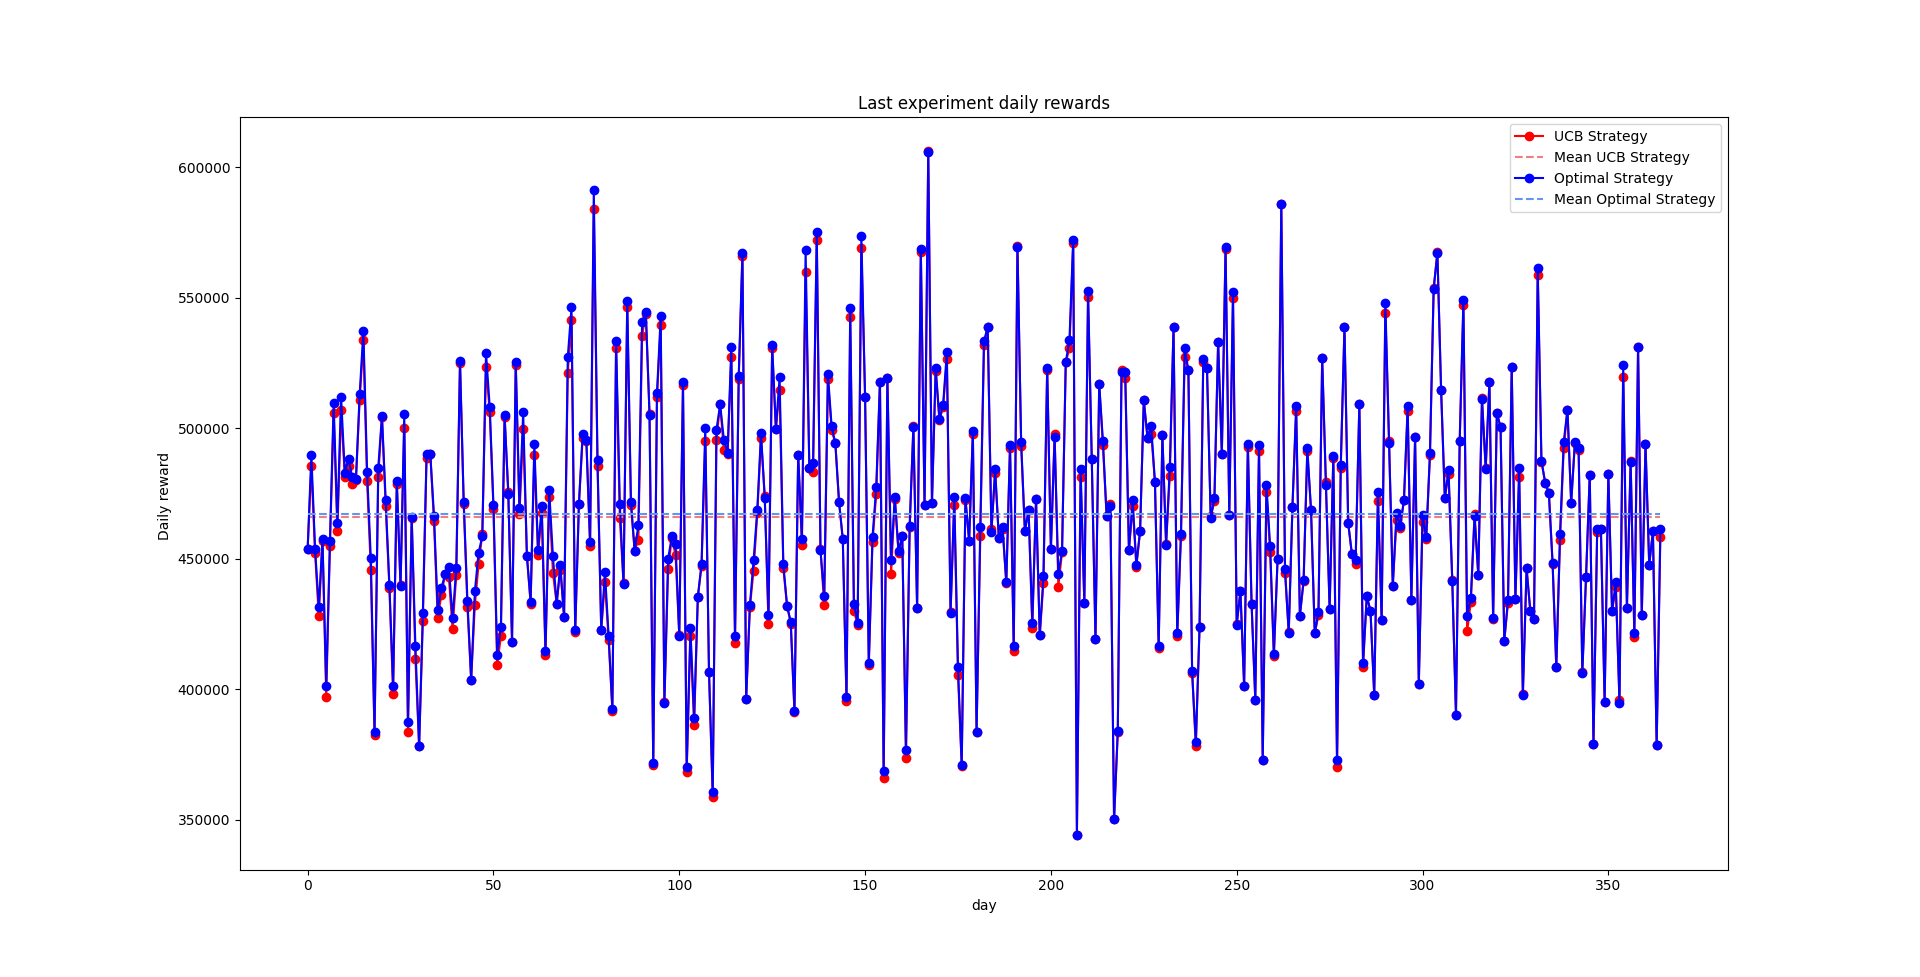 Last experiment daily rewards
UCB Strategy
Mean UCB Strategy
Optimal Strategy
Mean Optimal Strategy
600000
550000
500000
450000
400000
350000
Daily reward
0 50 100 150 200 250 300 350
day